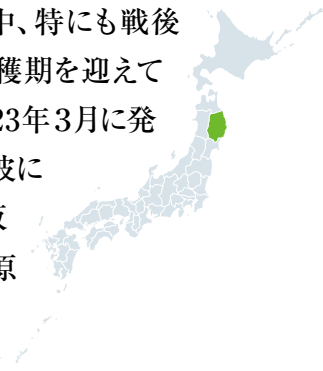 中、特にも戦後
穫期を迎えて
23年3月に発
波に
原